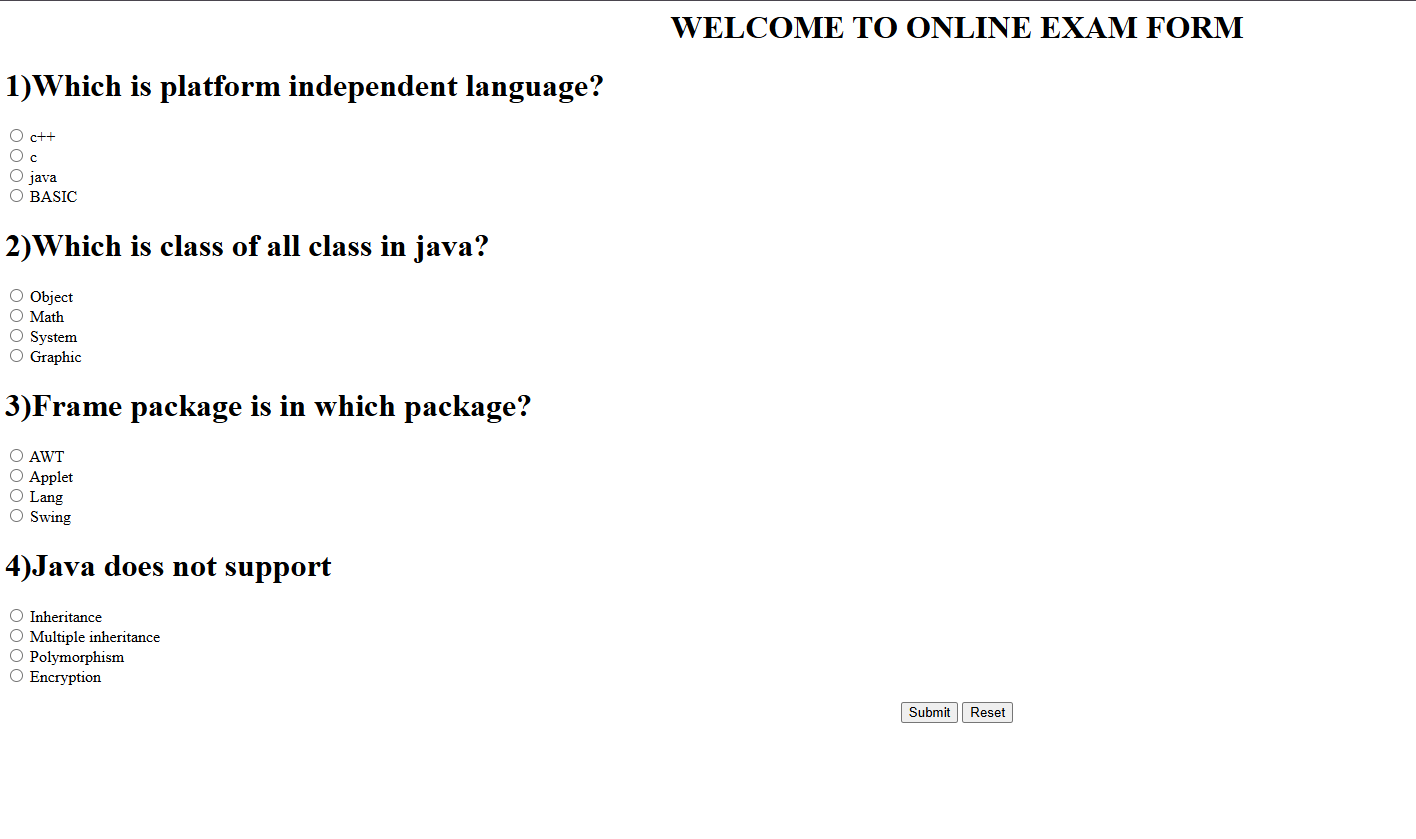 WELCOME TO ONLINE EXAM FORM
1)Which is platform independent language?
c++
c
java
BASIC
2)Which is class of all class in java?
Object
Math
System
Graphic
3)Frame package is in which package?
AWT
Applet
Lang
Swing
4)Java does not support
Inheritance
Multiple inheritance
Polymorphism
Encryption
Submit Reset